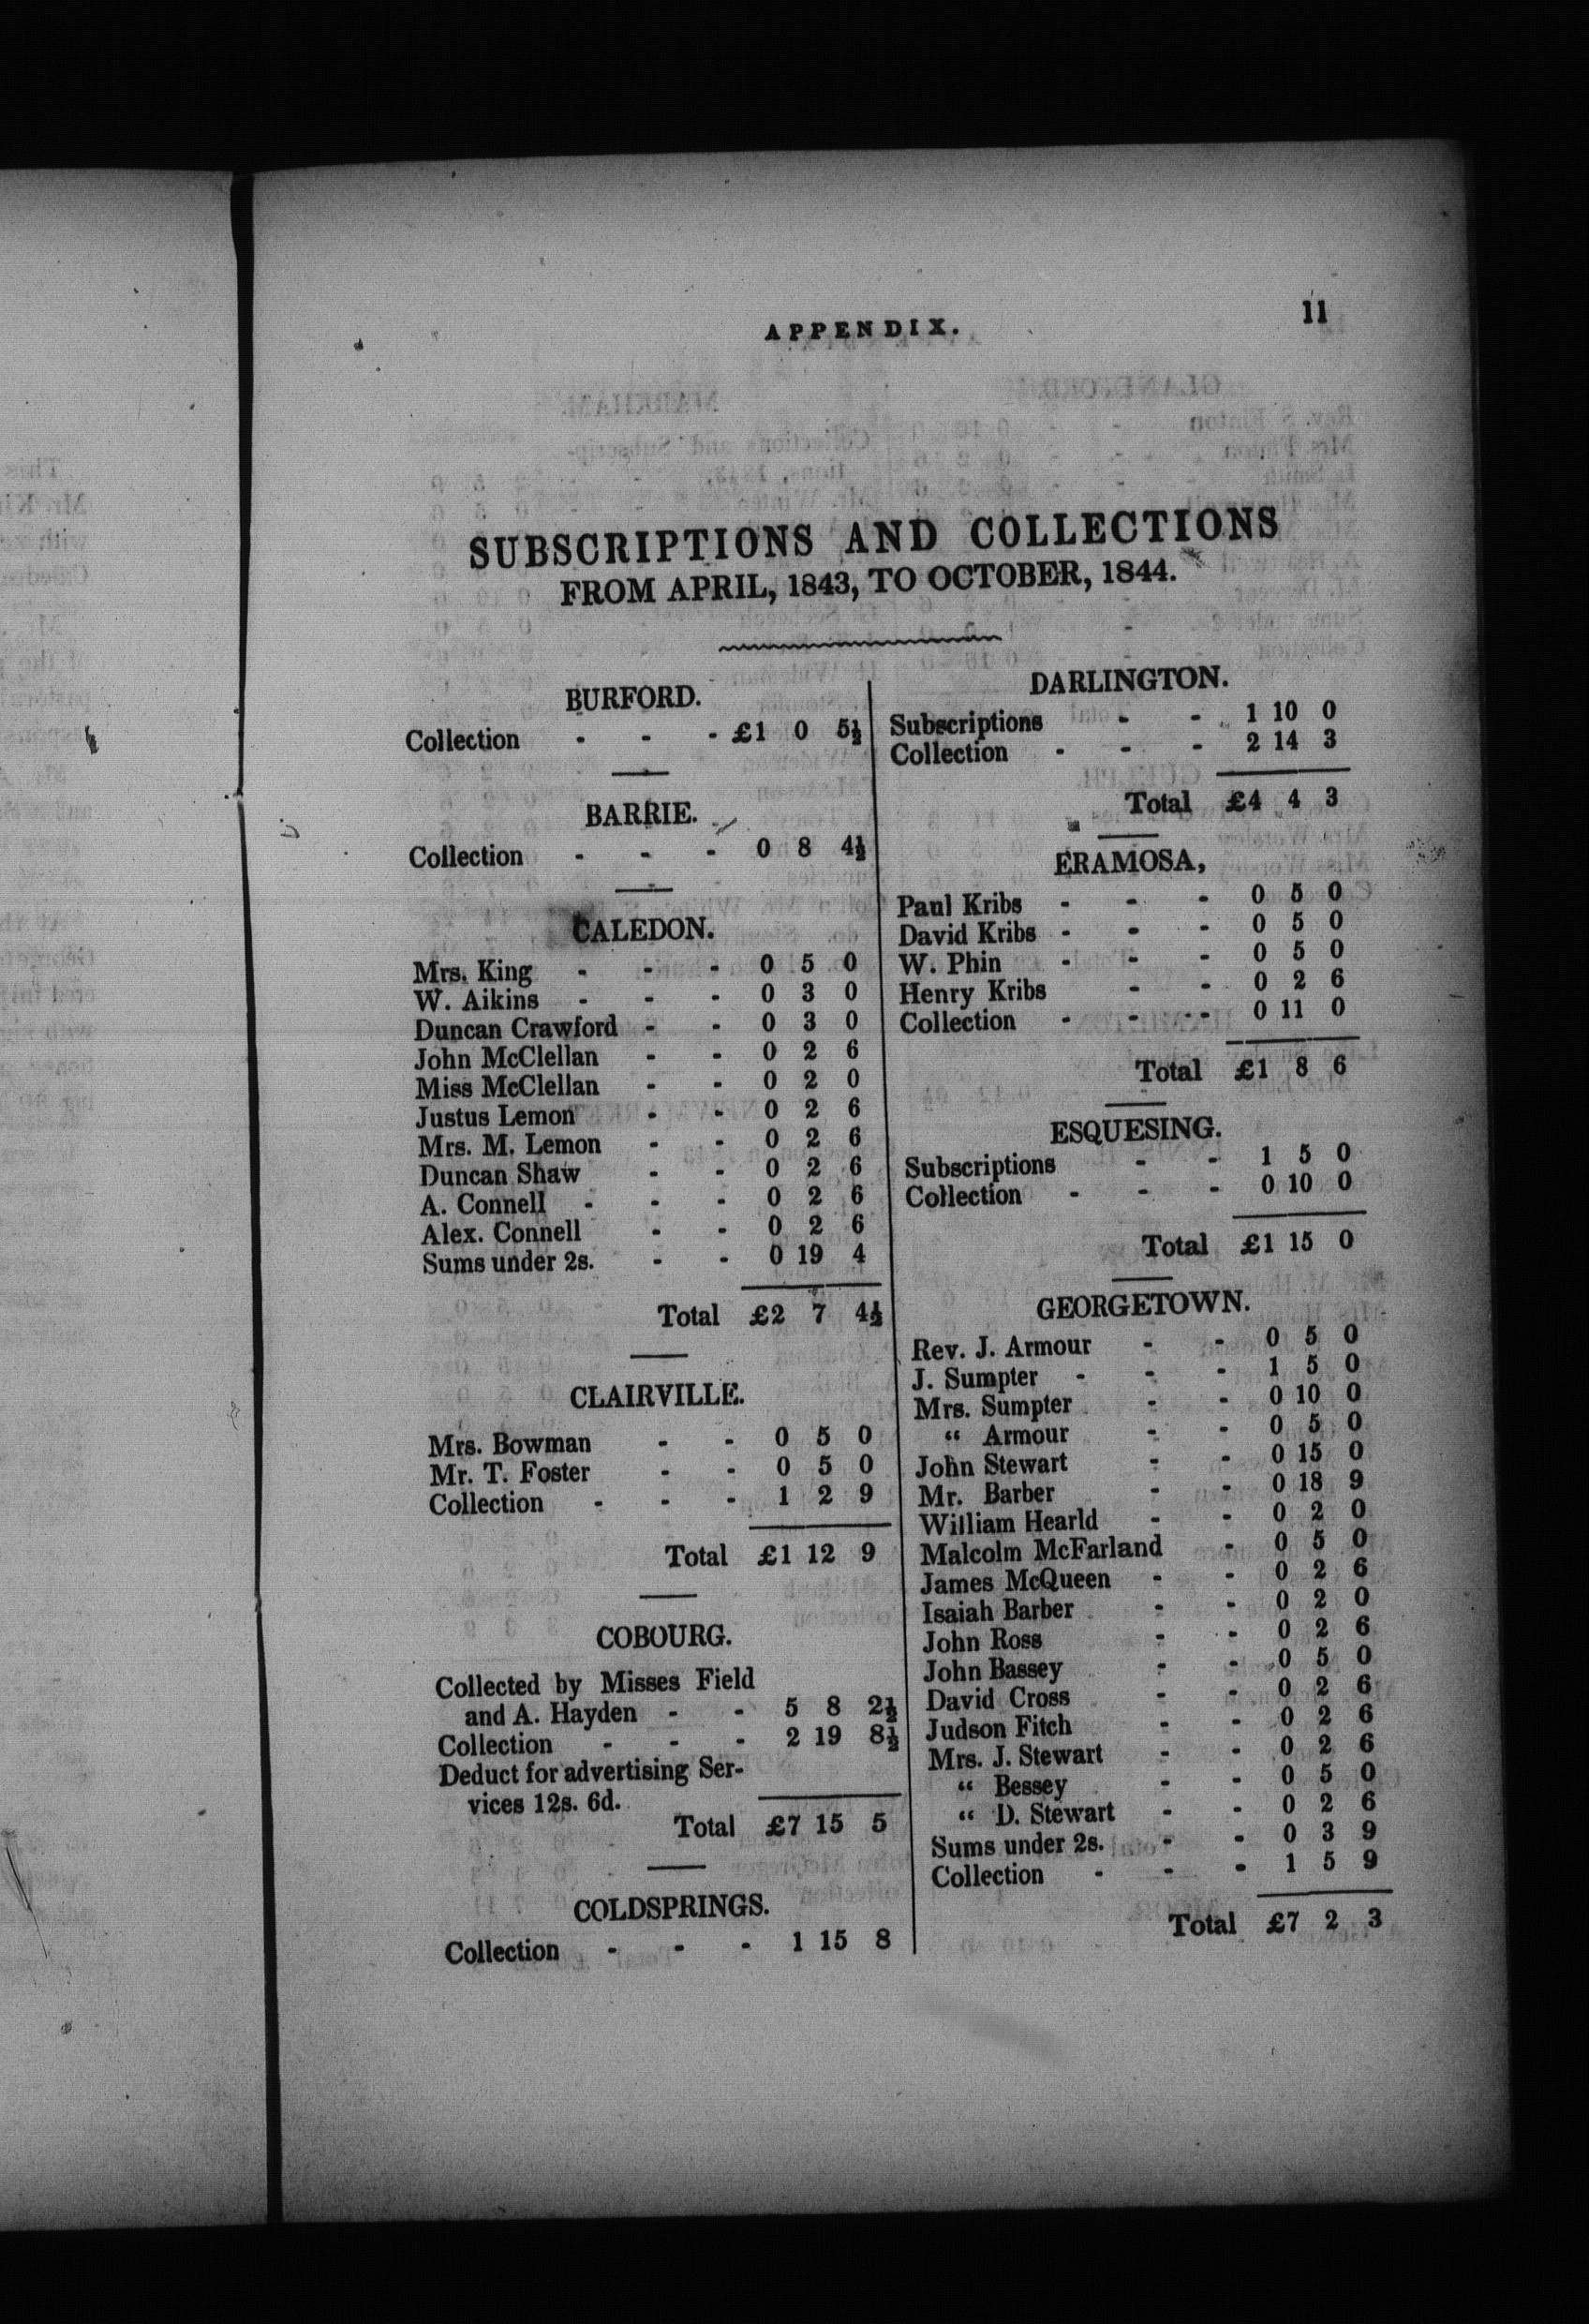 APPENDIX.
11
SUBSCRIPTIONS AND COLLECTIONS
FROM APRIL, 1843, TO OCTOBER, 1844.
BURFORD.
Collection - - - £1 0 5½
BARRIE.
Collection - - - 0 8 4½
CALEDON.
Mrs. King - - - 0 5 0
W. Aikins - - - 0 3 0
Duncan Crawford - - 0 3 0
John McClellan - - 0 2 6
Miss McClellan - - 0 2 0
Justus Lemon - - 0 2 6
Mrs. M. Lemon - - 0 2 6
Duncan Shaw - - 0 2 6
A. Connell - - - 0 2 6
Alex. Connell - - 0 2 6
Sums under 2s. - - 0 19 4
Total £2 7 4½
CLAIRVILLE.
Mrs. Bowman - - 0 5 0
Mr. T. Foster - - 0 5 0
Collection - - - 1 2 9
Total £1 12 9
COBOURG.
Collected by Misses Field
and A. Hayden - - 5 8 2½
Collection - - - 2 19 8½
Deduct for advertising Ser-
vices 12s. 6d.
Total £7 15 5
COLDSPRINGS.
Collection - - - 1 15 8
DARLINGTON.
Subscriptions - - 1 10 0
Collection - - - 2 14 3
Total £4 4 3
ERAMOSA,
Paul Kribs - - - 0 5 0
David Kribs - - - 0 5 0
W. Phin - - - 0 5 0
Henry Kribs - - 0 2 6
Collection - - - - 0 11 0
Total £1 8 6
ESQUESING.
Subscriptions - - 1 5 0
Collection - - - 0 10 0
Total £1 15 0
GEORGETOWN.
Rev. J. Armour - - 0 5 0
J. Sumpter - - - 1 5 0
Mrs. Sumpter - - 0 10 0
“ Armour - - 0 5 0
John Stewart - - 0 15 0
Mr. Barber - - 0 18 9
William Hearld - - 0 2 0
Malcolm McFarland - 0 5 0
James McQueen - - 0 2 6
Isaiah Barber - - 0 2 0
John Ross - - 0 2 6
John Bassey - - 0 5 0
David Cross - - 0 2 6
Judson Fitch - - 0 2 6
Mrs. J. Stewart - - 0 2 6
“ Bessey - - 0 5 0
“ D. Stewart - - 0 2 6
Sums under 2s. - - 0 3 9
Collection - - - 1 5 9
Total £7 2 3